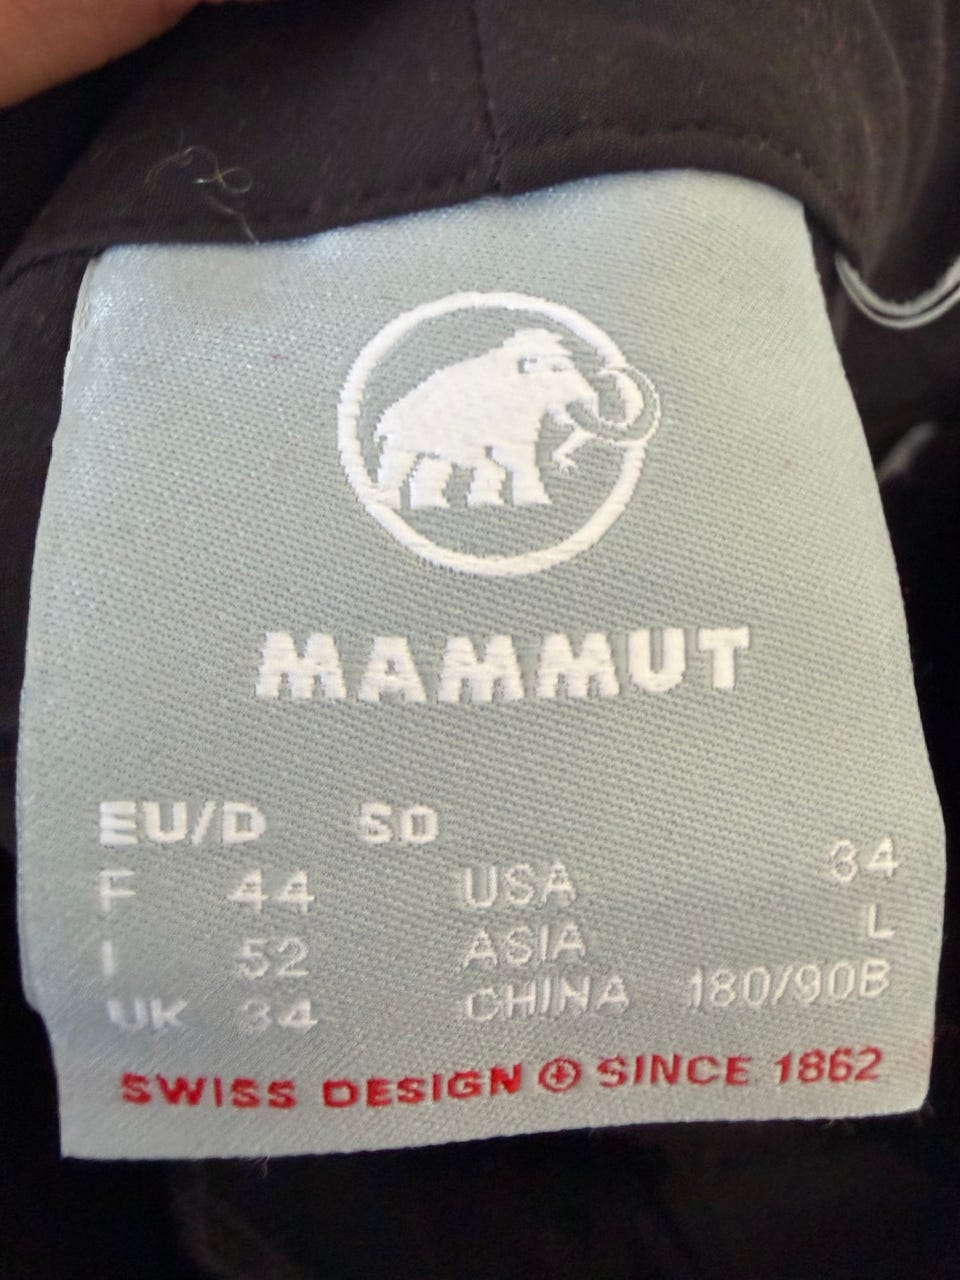 MAMMUT
EU/D 50
F 44 USA 34
I 52 ASIA L
UK 34 CHINA 180/90B
SWISS DESIGN SINCE 1862